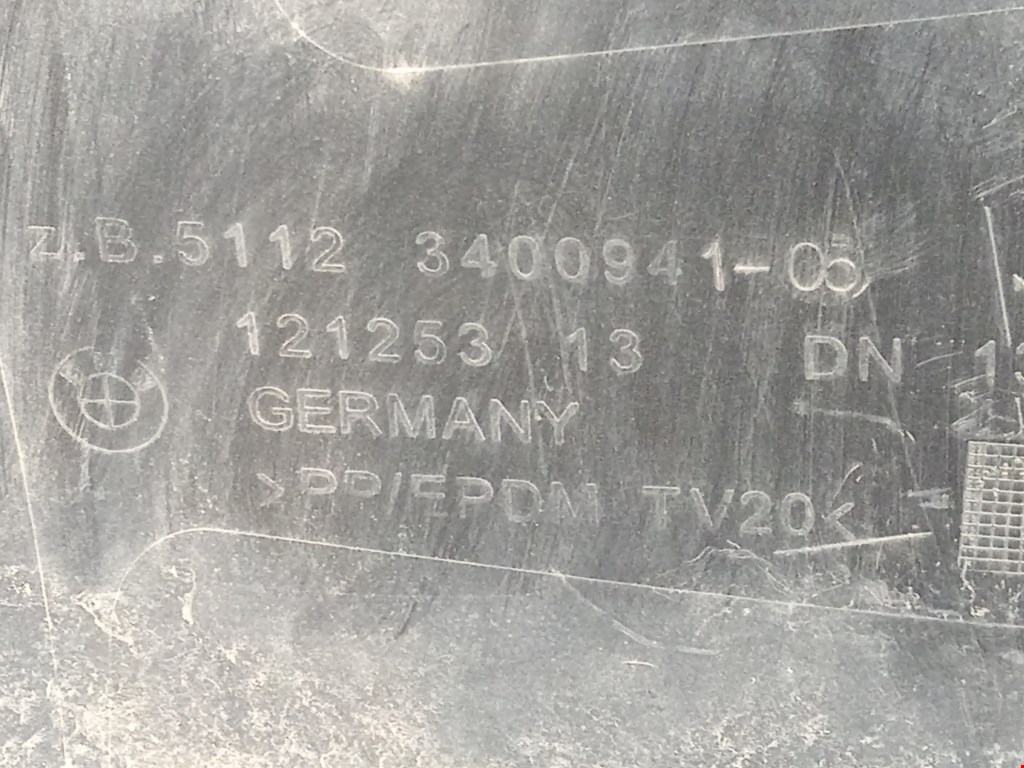 z.B.5112 3400941-05
121253 13 DN
GERMANY
>PP/EPDM TV20<